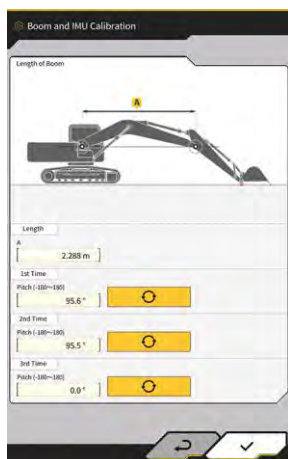 Boom and IMU Calibration
Length of Boom
A
Length
A
2.288 m
1st Time
Pitch (-180~180)
95.6 °
2nd Time
Pitch (-180~180)
95.5 °
3rd Time
Pitch (-180~180)
0.0 °